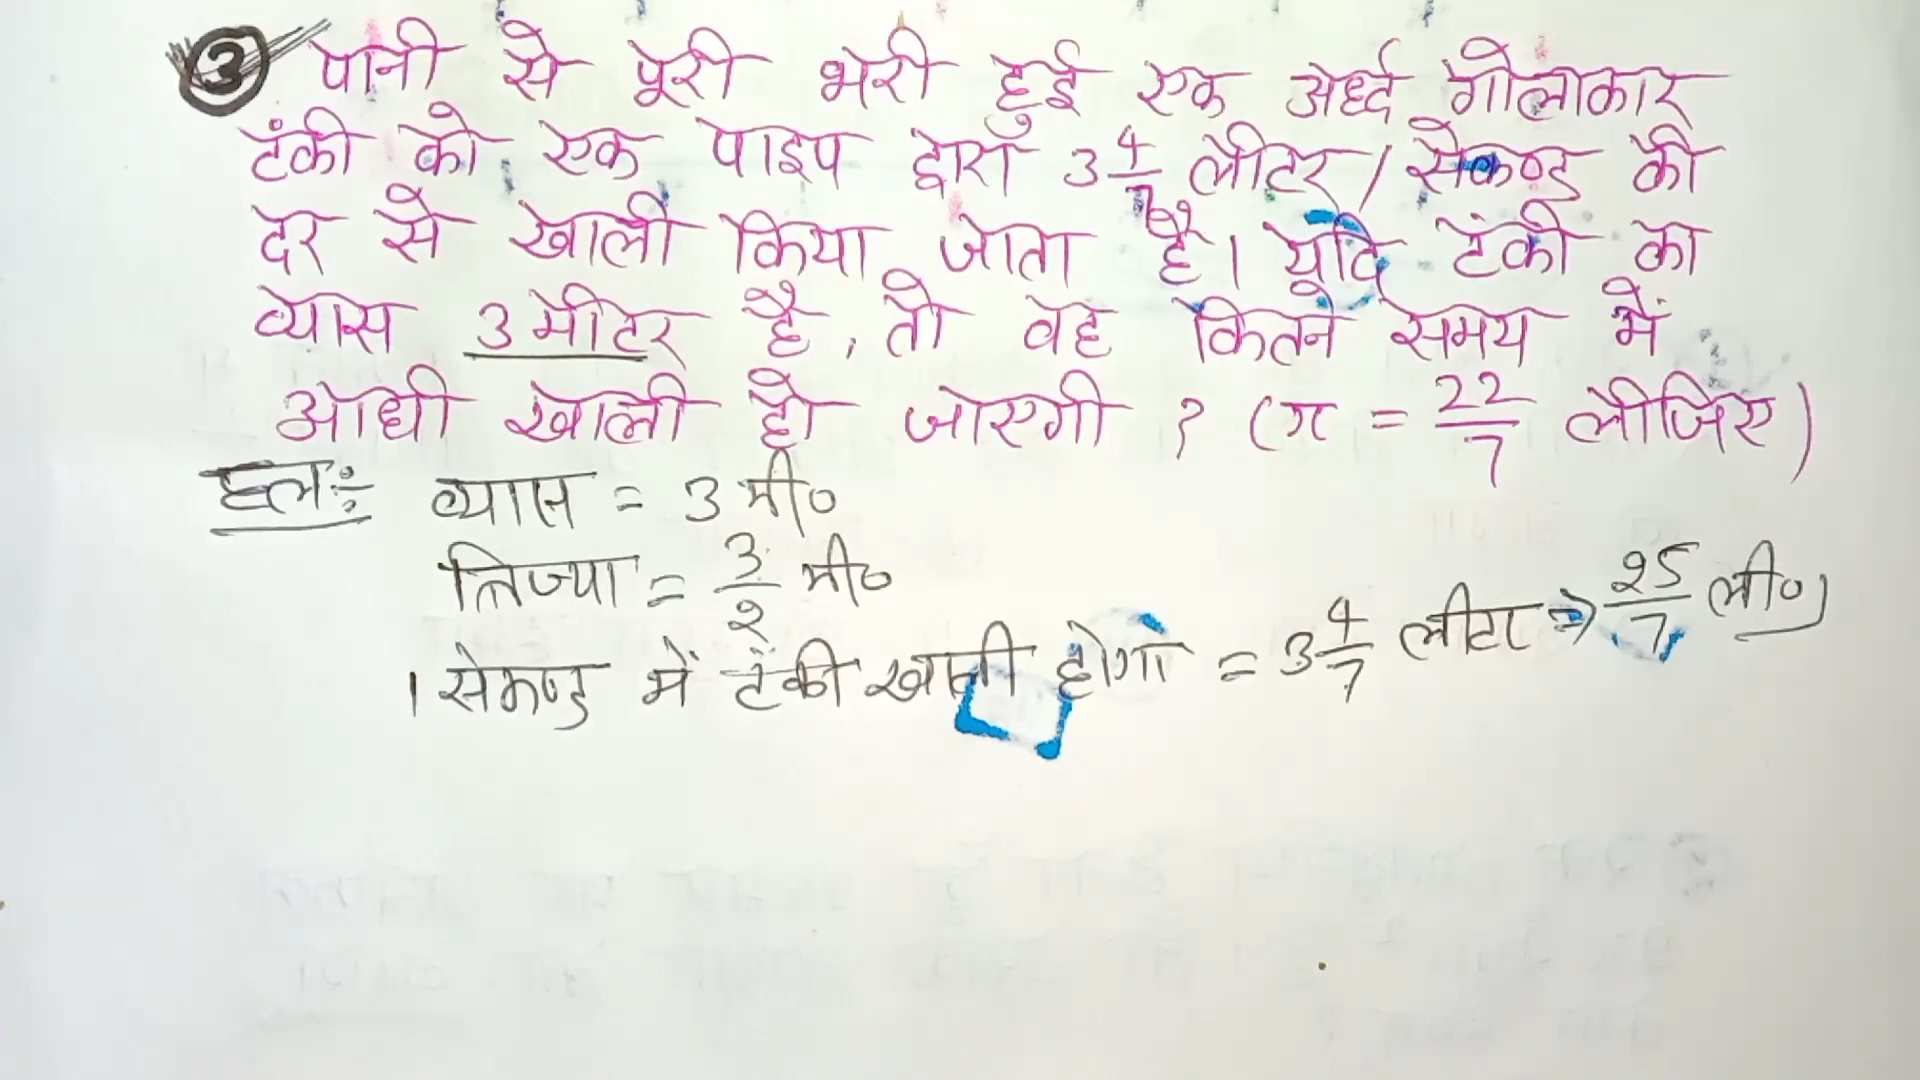 ③ पानी से पूरी भरी हुई एक अर्ध्द गोलाकार
टंकी को एक पाइप द्वारा 3 4/7 लीटर / सेकण्ड की
दर से खाली किया जाता है। यदि टंकी का
व्यास 3 मीटर है, तो वह कितने समय में
आधी खाली हो जाएगी ? (π = 22/7 लीजिए)
हल:- व्यास = 3 मी०
त्रिज्या = 3/2 मी०
1 सेकण्ड में टंकी खाली होगा = 3 4/7 लीटर ⇒ 25/7 ली०